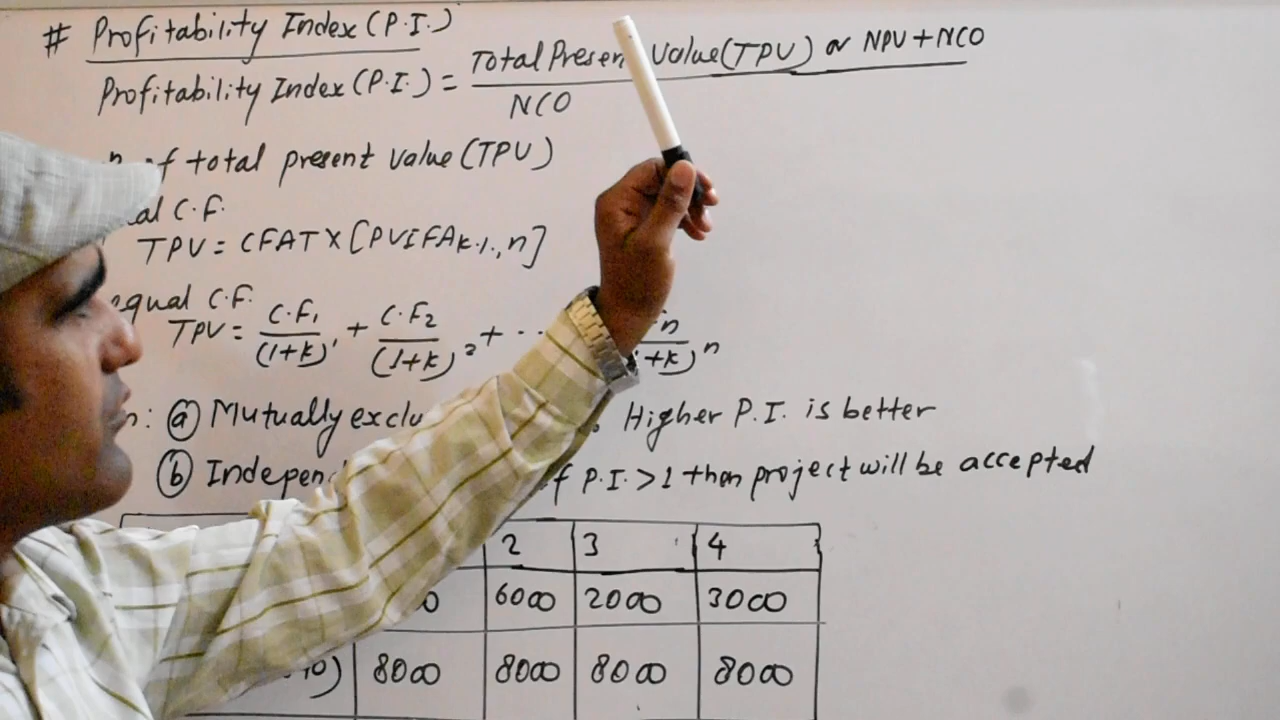 # Profitability Index (P.I.)
Profitability Index (P.I.) = Total Presen Value (TPV) or NPV + NCO
NCO
n of total present value (TPV)
al C.F.
TPV = CFAT X [PVIFA k%, n]
equal C.F.
TPV = C.F1 / (1+k)1 + C.F2 / (1+k)2 + ... n / +k)n
n: (a) Mutually exclu Higher P.I. is better
(b) Indepen f P.I. > 1 then project will be accepted
2 3 4
0 6000 2000 3000
8000 8000 8000 8000